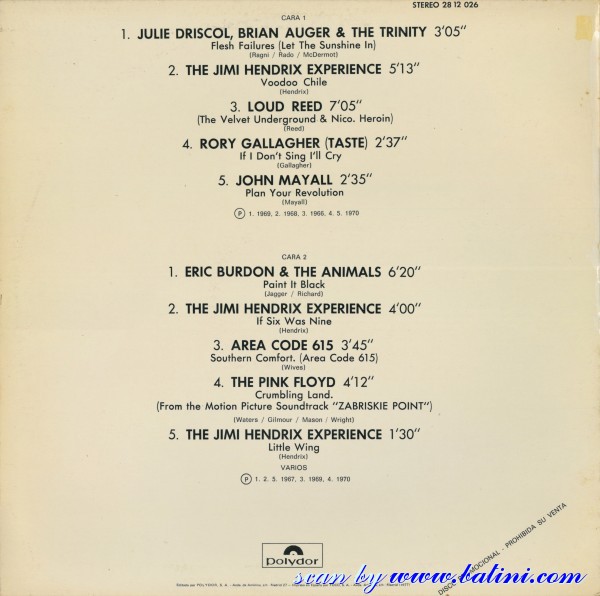 STEREO 28 12 026
CARA 1
1. JULIE DRISCOL, BRIAN AUGER & THE TRINITY 3'05"
Flesh Failures (Let The Sunshine In)
(Ragni / Rado / McDermot)
2. THE JIMI HENDRIX EXPERIENCE 5'13"
Voodoo Chile
(Hendrix)
3. LOUD REED 7'05"
(The Velvet Underground & Nico. Heroin)
(Reed)
4. RORY GALLAGHER (TASTE) 2'37"
If I Don't Sing I'll Cry
(Gallagher)
5. JOHN MAYALL 2'35"
Plan Your Revolution
(Mayall)
Ⓟ 1. 1969, 2. 1968. 3. 1966. 4. 5. 1970
CARA 2
1. ERIC BURDON & THE ANIMALS 6'20"
Paint It Black
(Jagger / Richard)
2. THE JIMI HENDRIX EXPERIENCE 4'00"
If Six Was Nine
(Hendrix)
3. AREA CODE 615 3'45"
Southern Comfort. (Area Code 615)
(Wives)
4. THE PINK FLOYD 4'12"
Crumbling Land.
(From the Motion Picture Soundtrack "ZABRISKIE POINT")
(Waters / Gilmour / Mason / Wright)
5. THE JIMI HENDRIX EXPERIENCE 1'30"
Little Wing
(Hendrix)
VARIOS
Ⓟ 1. 2. 5. 1967, 3. 1969, 4. 1970
DISCO PROMOCIONAL - PROHIBIDA SU VENTA
polydor
Editado por POLYDOR, S. A.
scan by www.batini.com